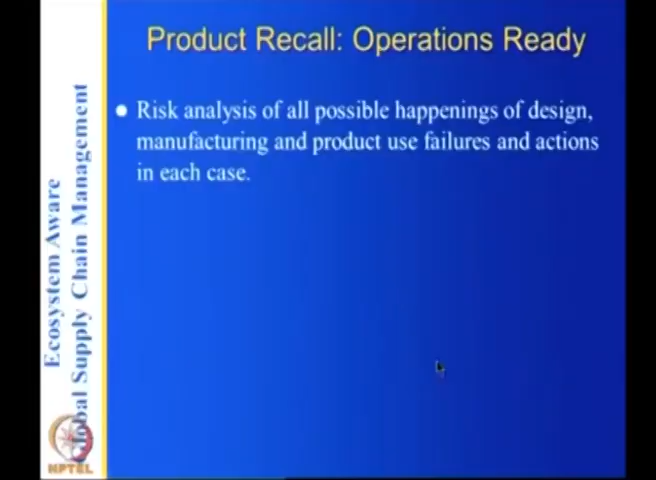 Product Recall: Operations Ready
Risk analysis of all possible happenings of design,
manufacturing and product use failures and actions
in each case.
Ecosystem Aware
Global Supply Chain Management
NPTEL